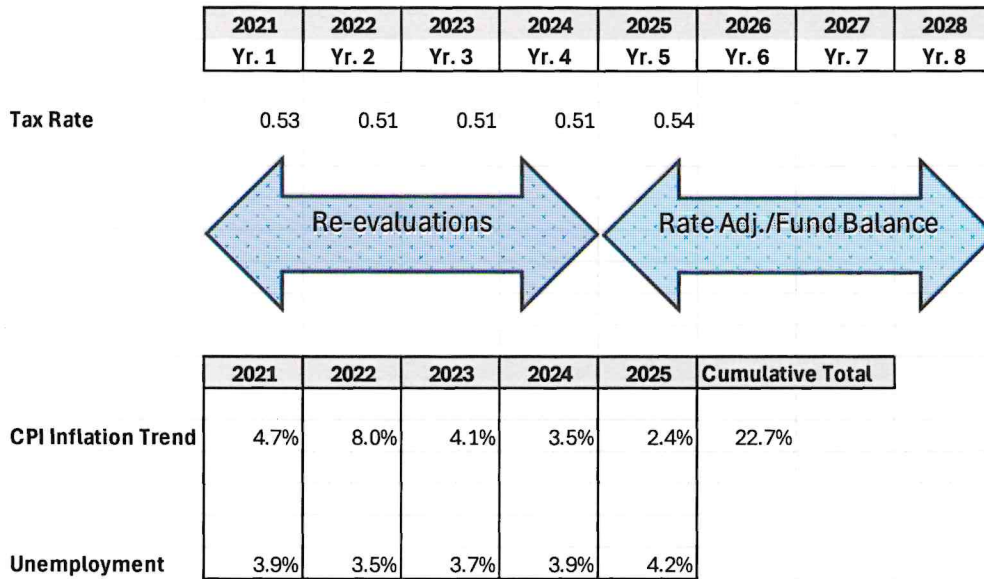 2021 2022 2023 2024 2025 2026 2027 2028
Yr. 1 Yr. 2 Yr. 3 Yr. 4 Yr. 5 Yr. 6 Yr. 7 Yr. 8
Tax Rate 0.53 0.51 0.51 0.51 0.54
Re-evaluations Rate Adj./Fund Balance
2021 2022 2023 2024 2025 Cumulative Total
CPI Inflation Trend 4.7% 8.0% 4.1% 3.5% 2.4% 22.7%
Unemployment 3.9% 3.5% 3.7% 3.9% 4.2%